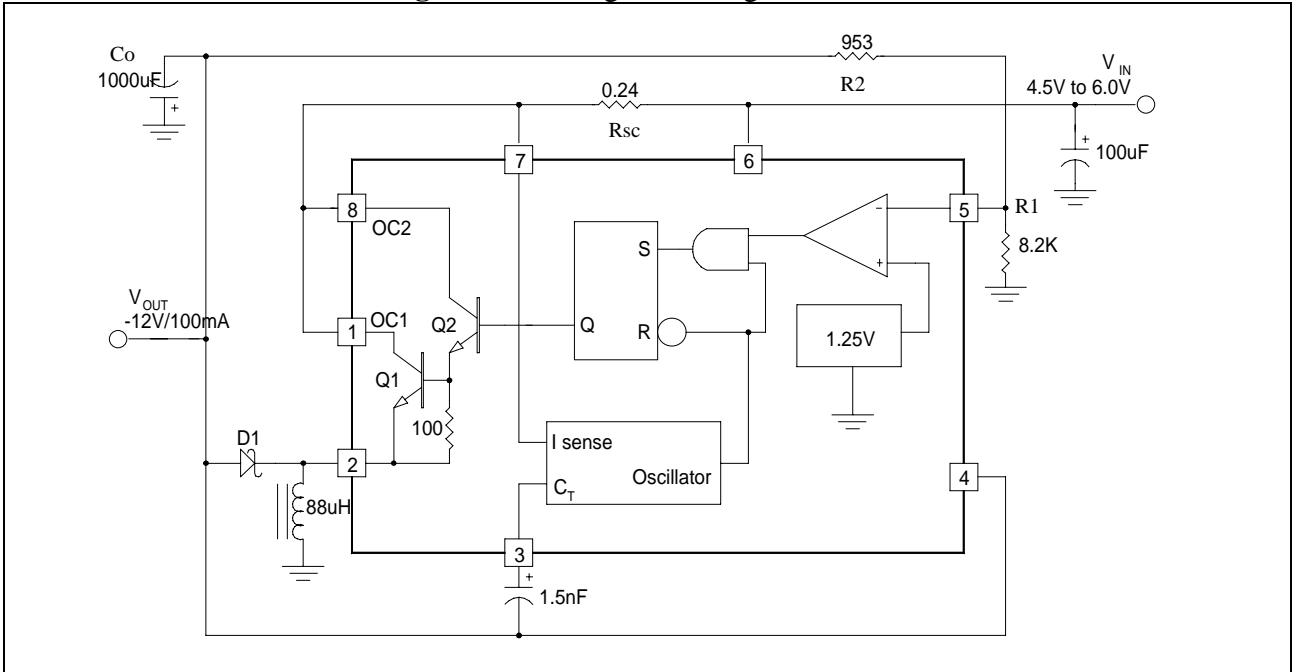 Co
1000uF
+
953
R2
V IN
4.5V to 6.0V
0.24
Rsc
+
100uF
7
6
8
OC2
5
R1
8.2K
S
−
+
V OUT
-12V/100mA
1
OC1
Q2
Q
R
1.25V
Q1
100
D1
I sense
2
Oscillator
4
C T
88uH
3
+
1.5nF